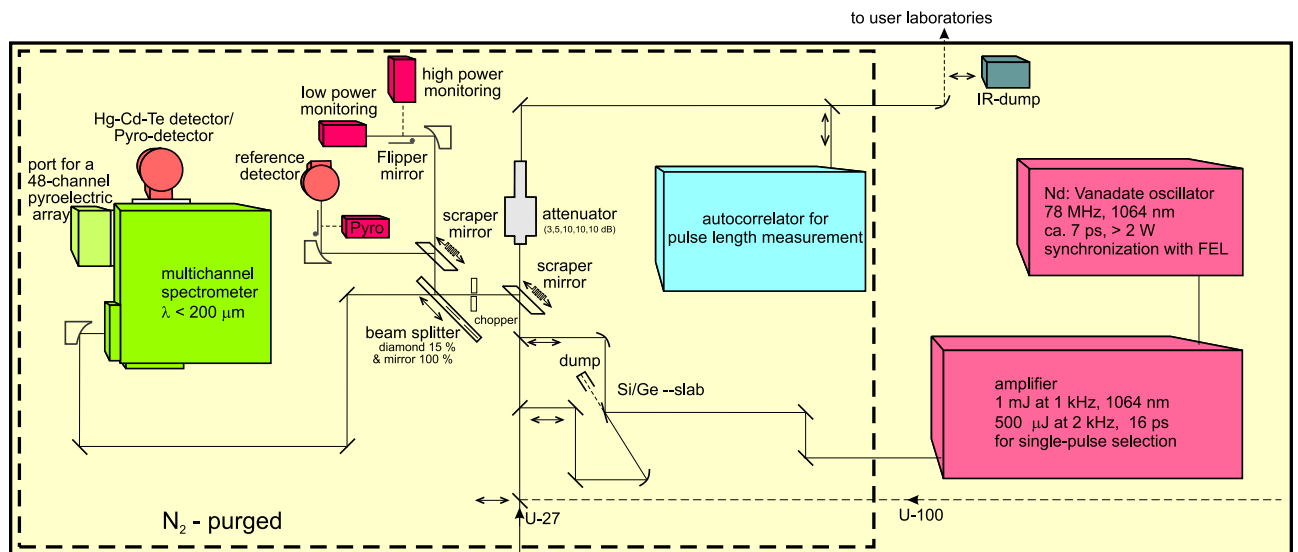 to user laboratories
high power
monitoring
low power
monitoring
IR-dump
Hg-Cd-Te detector/
Pyro-detector
reference
detector
Flipper
mirror
port for a
48-channel
pyroelectric
array
Nd: Vanadate oscillator
78 MHz, 1064 nm
ca. 7 ps, > 2 W
synchronization with FEL
attenuator
(3,5,10,10,10 dB)
autocorrelator for
pulse length measurement
Pyro
scraper
mirror
scraper
mirror
multichannel
spectrometer
λ < 200 μm
chopper
beam splitter
diamond 15 %
& mirror 100 %
dump
Si/Ge --slab
amplifier
1 mJ at 1 kHz, 1064 nm
500 μJ at 2 kHz, 16 ps
for single-pulse selection
N2 - purged
U-27
U-100